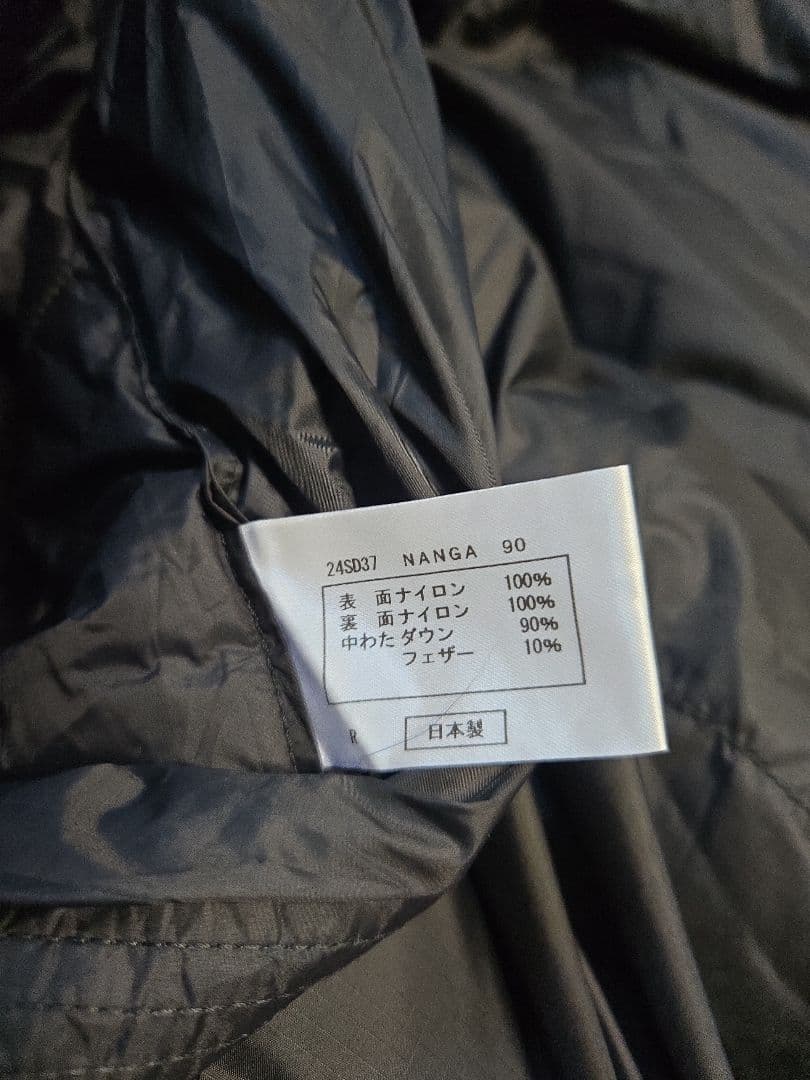 24SD37 NANGA 90
表 面ナイロン 100%
裏 面ナイロン 100%
中わたダウン 90%
フェザー 10%
R 日本製